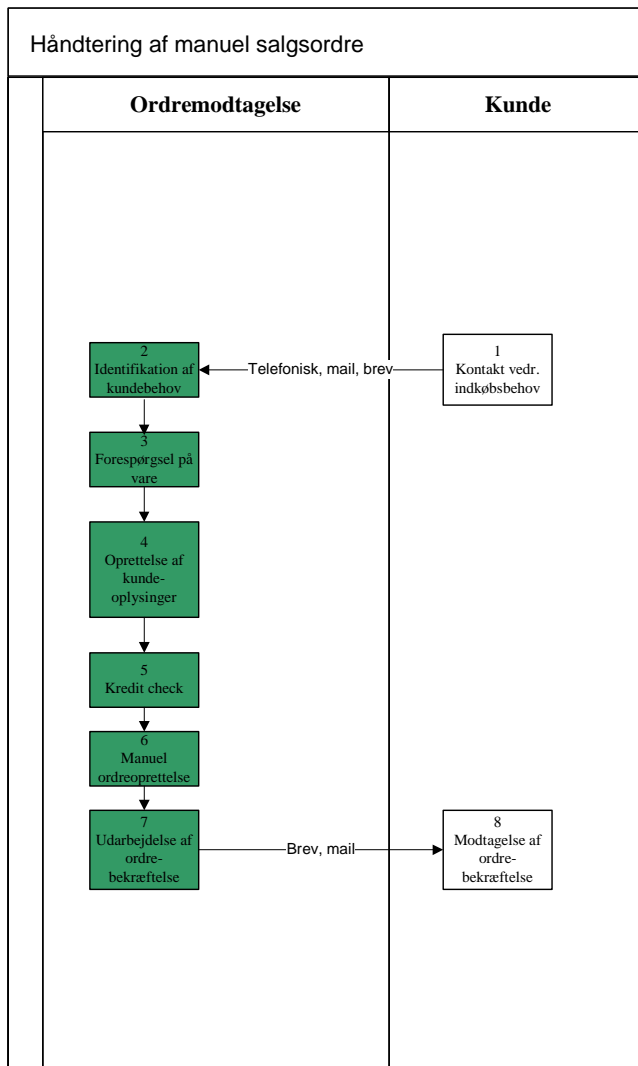 Håndtering af manuel salgsordre
Ordremodtagelse
Kunde
1
Kontakt vedr.
indkøbsbehov
Telefonisk, mail, brev
2
Identifikation af
kundebehov
3
Forespørgsel på
vare
4
Oprettelse af
kunde-
oplysinger
5
Kredit check
6
Manuel
ordreoprettelse
7
Udarbejdelse af
ordre-
bekræftelse
Brev, mail
8
Modtagelse af
ordre-
bekræftelse